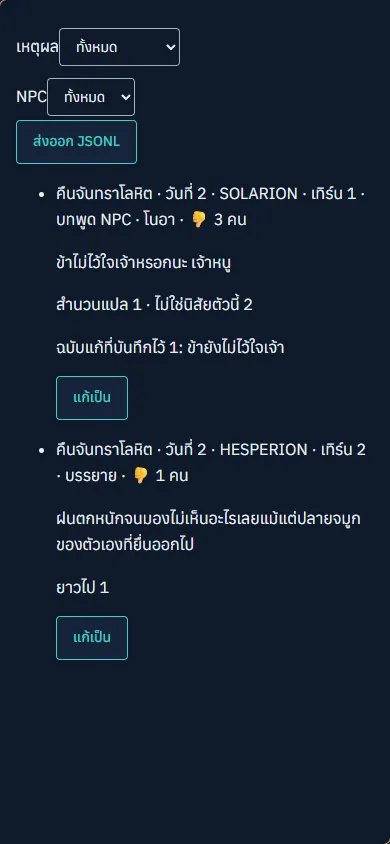 เหตุผล ทั้งหมด
NPC ทั้งหมด
ส่งออก JSONL
• คืนจันทราโลหิต · วันที่ 2 · SOLARION · เทิร์น 1 ·
บทพูด NPC · โนอา · 👎 3 คน
ข้าไม่ไว้ใจเจ้าหรอกนะ เจ้าหนู
สำนวนแปล 1 · ไม่ใช่นิสัยตัวนี้ 2
ฉบับแก้ที่บันทึกไว้ 1: ข้ายังไม่ไว้ใจเจ้า
แก้เป็น
• คืนจันทราโลหิต · วันที่ 2 · HESPERION · เทิร์น 2
· บรรยาย · 👎 1 คน
ฝนตกหนักจนมองไม่เห็นอะไรเลยแม้แต่ปลายจมูก
ของตัวเองที่ยื่นออกไป
ยาวไป 1
แก้เป็น